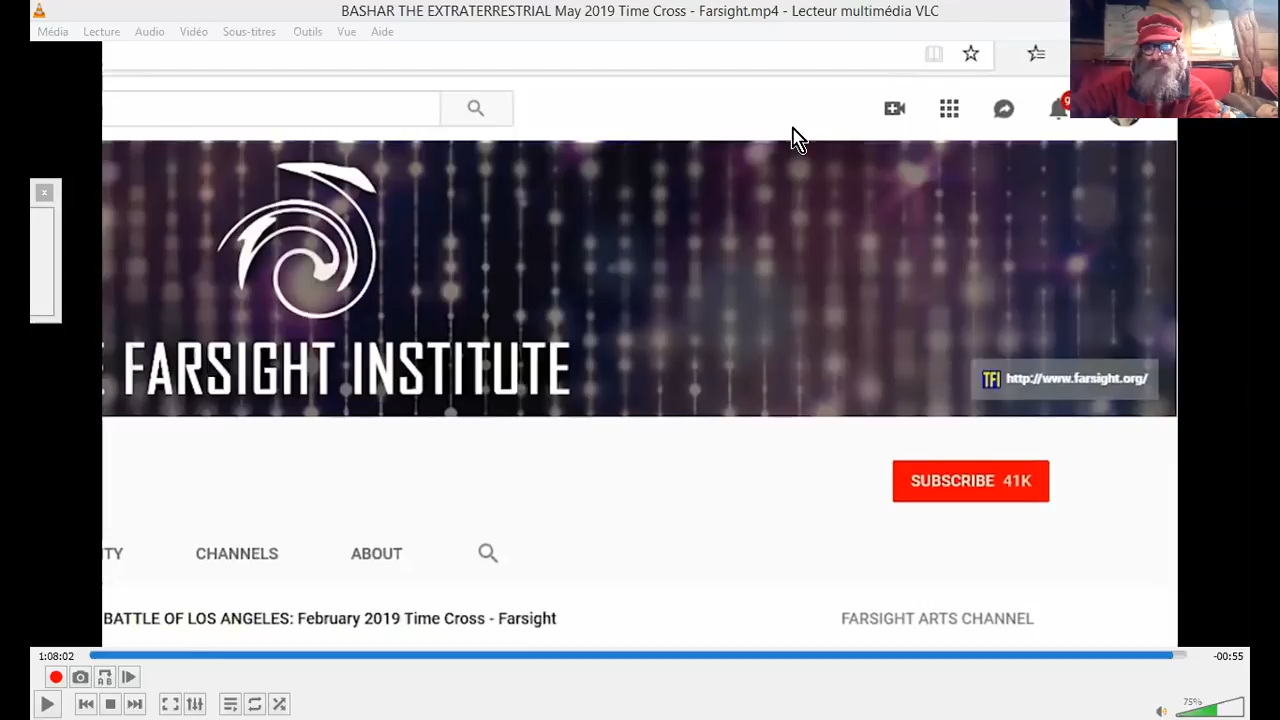 BASHAR THE EXTRATERRESTRIAL May 2019 Time Cross - Farsight.mp4 - Lecteur multimédia VLC
Média Lecture Audio Vidéo Sous-titres Outils Vue Aide
x
9
FARSIGHT INSTITUTE
TFI http://www.farsight.org/
SUBSCRIBE 41K
TY CHANNELS ABOUT
BATTLE OF LOS ANGELES: February 2019 Time Cross - Farsight FARSIGHT ARTS CHANNEL
1:08:02 -00:55
A B
75%